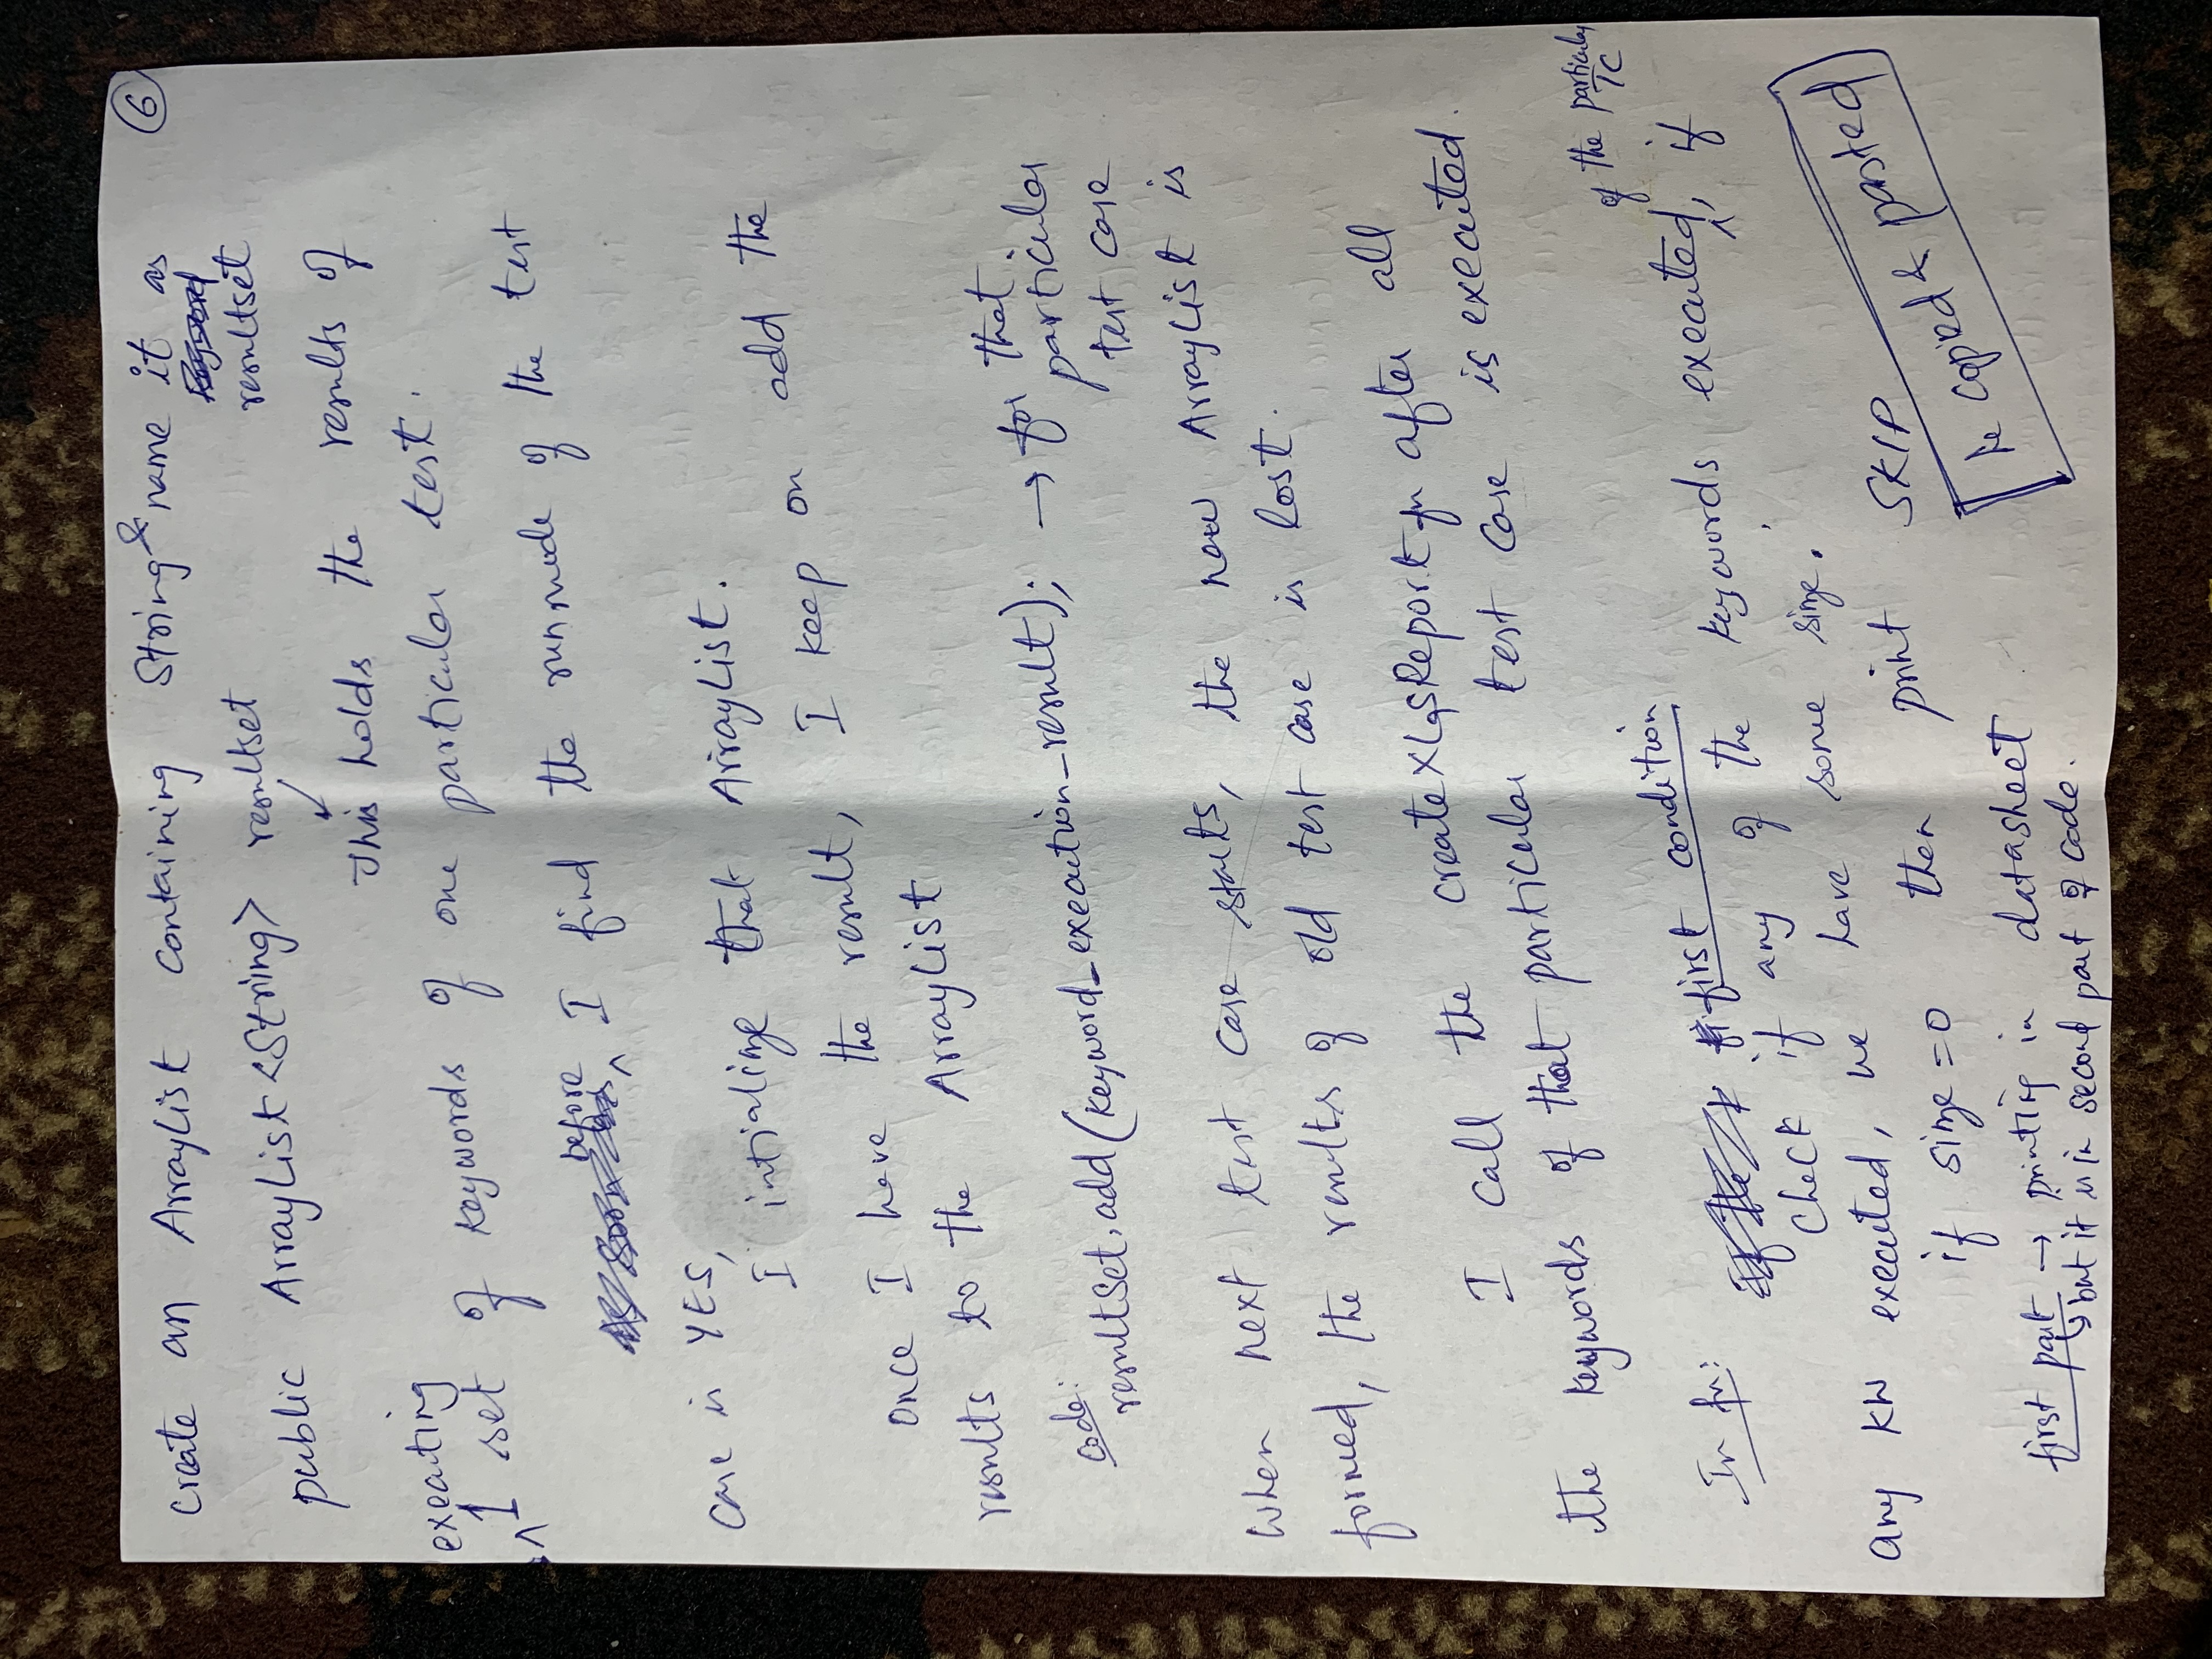 ⑥
Create an ArrayList containing String & name it as
resultset
public ArrayList <String> resultset
↓
This holds the results of
executing
^ 1 set of keywords of one particular test.
before
^ I find the runmode of the test
case is YES,
I intialize that ArrayList.
Once I have the result, I keep on add the
results to the ArrayList
code:
resultSet.add(keyword_execution_result); → for that
particular
test case
When next test case starts, the new ArrayList is
formed, the results of old test case is lost.
I call the createXLSReport fn after all
the keywords of that particular test case is executed.
of the particular
TC
In fn: first condition
Check if any of the keywords executed ^, if
any KW executed, we have some size.
if size = 0 then print SKIP
copied & pasted
first part → printing in datasheet
↳ but it is in second part of code.